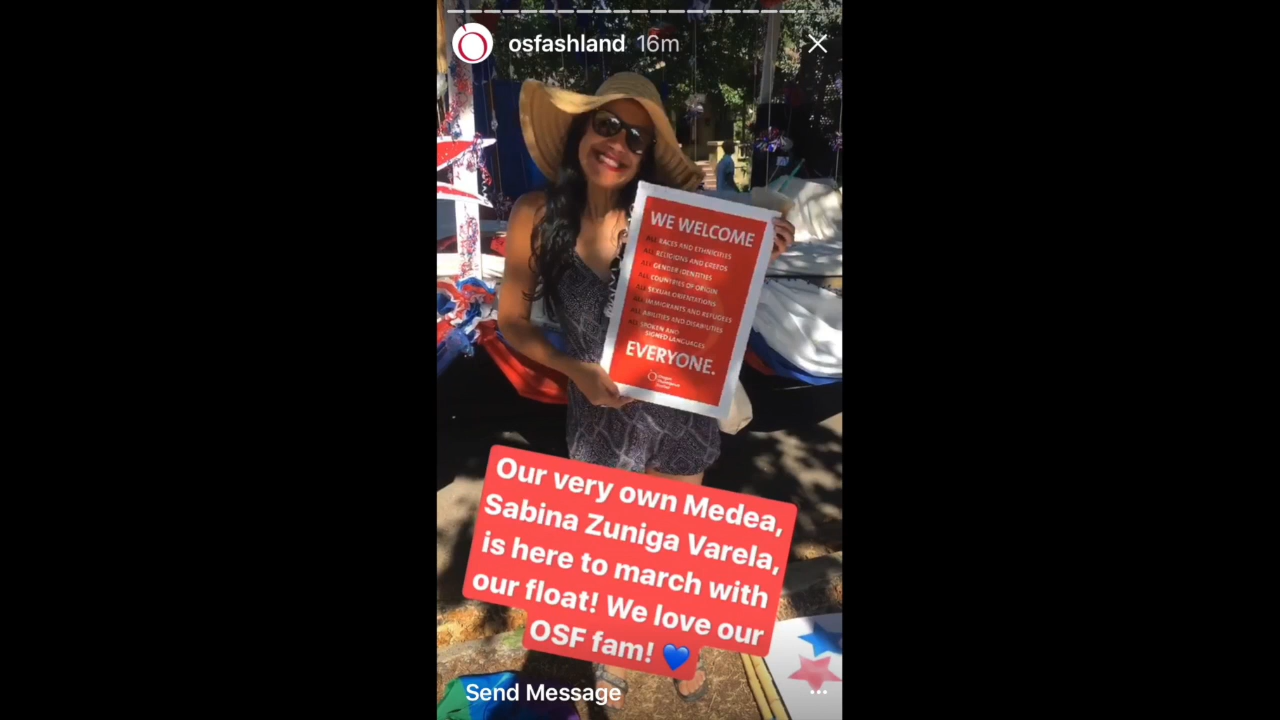 osfashland 16m
WE WELCOME
ALL RACES AND ETHNICITIES
ALL RELIGIONS AND CREEDS
ALL GENDER IDENTITIES
ALL COUNTRIES OF ORIGIN
ALL SEXUAL ORIENTATIONS
ALL IMMIGRANTS AND REFUGEES
ALL ABILITIES AND DISABILITIES
ALL SPOKEN AND
SIGNED LANGUAGES
EVERYONE.
Oregon
Shakespeare
Festival
Our very own Medea,
Sabina Zuniga Varela,
is here to march with
our float! We love our
OSF fam! 💙
Send Message